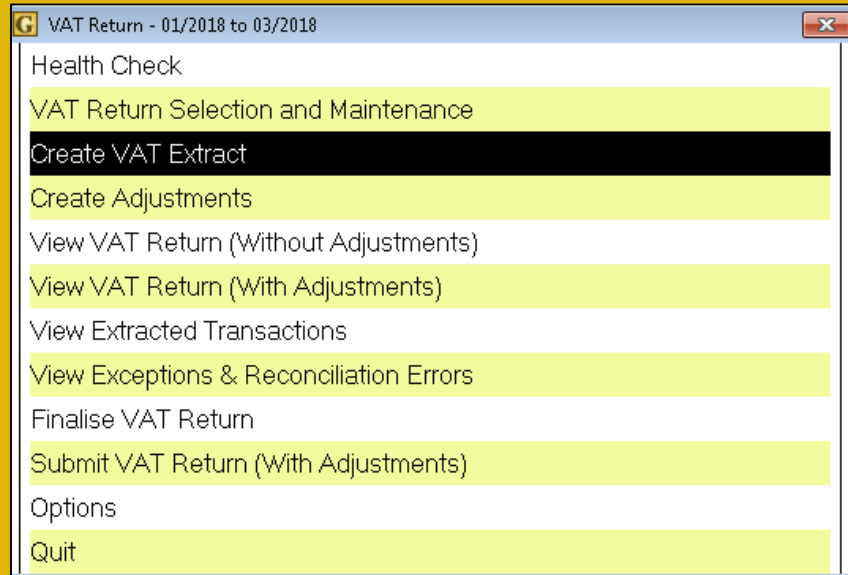 G VAT Return - 01/2018 to 03/2018
Health Check
VAT Return Selection and Maintenance
Create VAT Extract
Create Adjustments
View VAT Return (Without Adjustments)
View VAT Return (With Adjustments)
View Extracted Transactions
View Exceptions & Reconciliation Errors
Finalise VAT Return
Submit VAT Return (With Adjustments)
Options
Quit